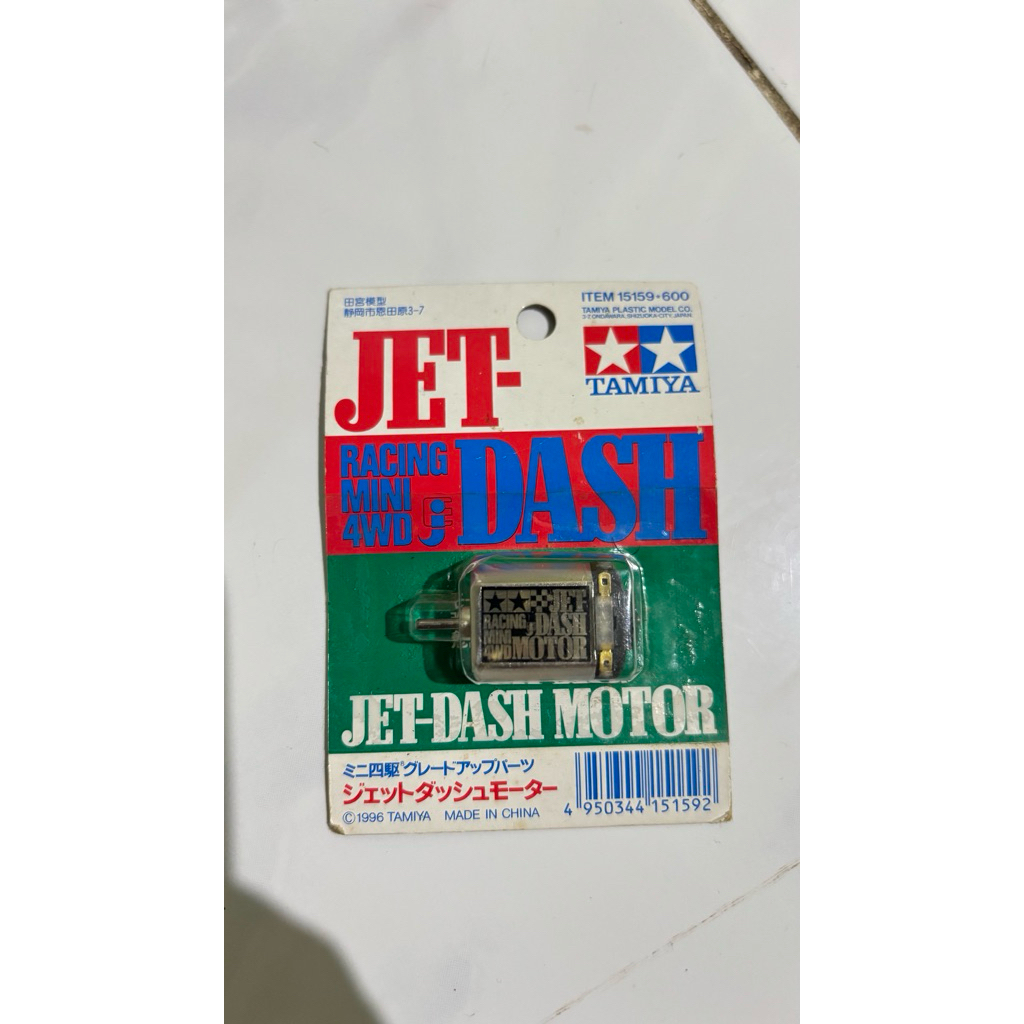 田宮模型
静岡市恩田原3-7
ITEM 15159・600
TAMIYA PLASTIC MODEL CO.
3-7 ONDAWARA, SHIZUOKA-CITY, JAPAN
TAMIYA
JET-
DASH
RACING
MINI
4WD
JET
RACING
DASH
MINI
4WD
MOTOR
JET-DASH MOTOR
ミニ四駆®グレードアップパーツ
ジェットダッシュモーター
©1996 TAMIYA MADE IN CHINA
4 950344 151592